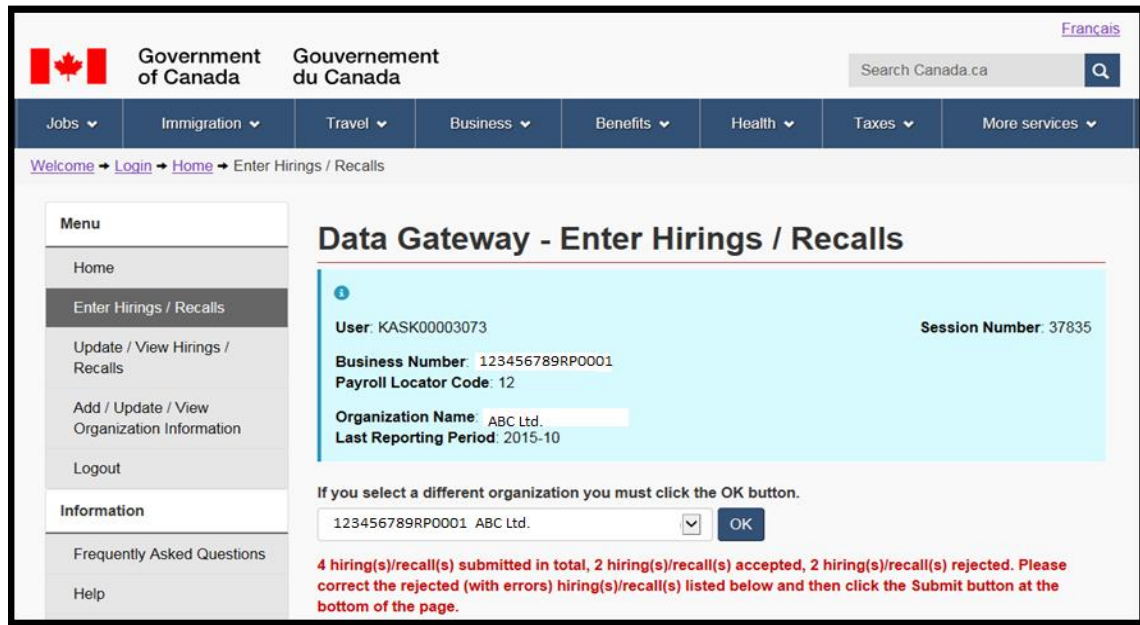 Français
Government of Canada
Gouvernement du Canada
Search Canada.ca
Jobs Immigration Travel Business Benefits Health Taxes More services
Welcome → Login → Home → Enter Hirings / Recalls
Menu
Home
Enter Hirings / Recalls
Update / View Hirings /
Recalls
Add / Update / View
Organization Information
Logout
Information
Frequently Asked Questions
Help
Data Gateway - Enter Hirings / Recalls
User: KASK00003073 Session Number: 37835
Business Number: 123456789RP0001
Payroll Locator Code: 12
Organization Name: ABC Ltd.
Last Reporting Period: 2015-10
If you select a different organization you must click the OK button.
123456789RP0001 ABC Ltd. OK
4 hiring(s)/recall(s) submitted in total, 2 hiring(s)/recall(s) accepted, 2 hiring(s)/recall(s) rejected. Please
correct the rejected (with errors) hiring(s)/recall(s) listed below and then click the Submit button at the
bottom of the page.